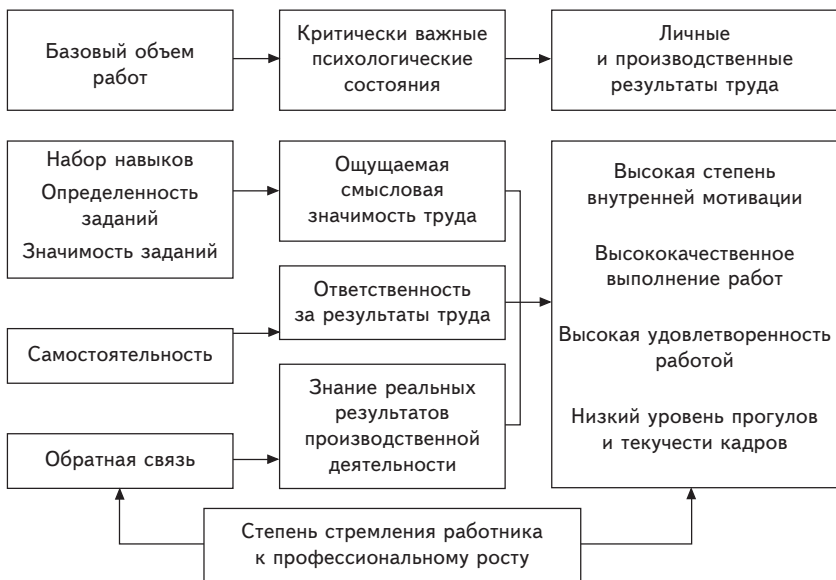 Базовый объем
работ
Критически важные
психологические
состояния
Личные
и производственные
результаты труда
Набор навыков
Определенность
заданий
Значимость заданий
Ощущаемая
смысловая
значимость труда
Высокая степень
внутренней мотивации
Высококачественное
выполнение работ
Высокая удовлетворенность
работой
Низкий уровень прогулов
и текучести кадров
Самостоятельность
Ответственность
за результаты труда
Обратная связь
Знание реальных
результатов
производственной
деятельности
Степень стремления работника
к профессиональному росту